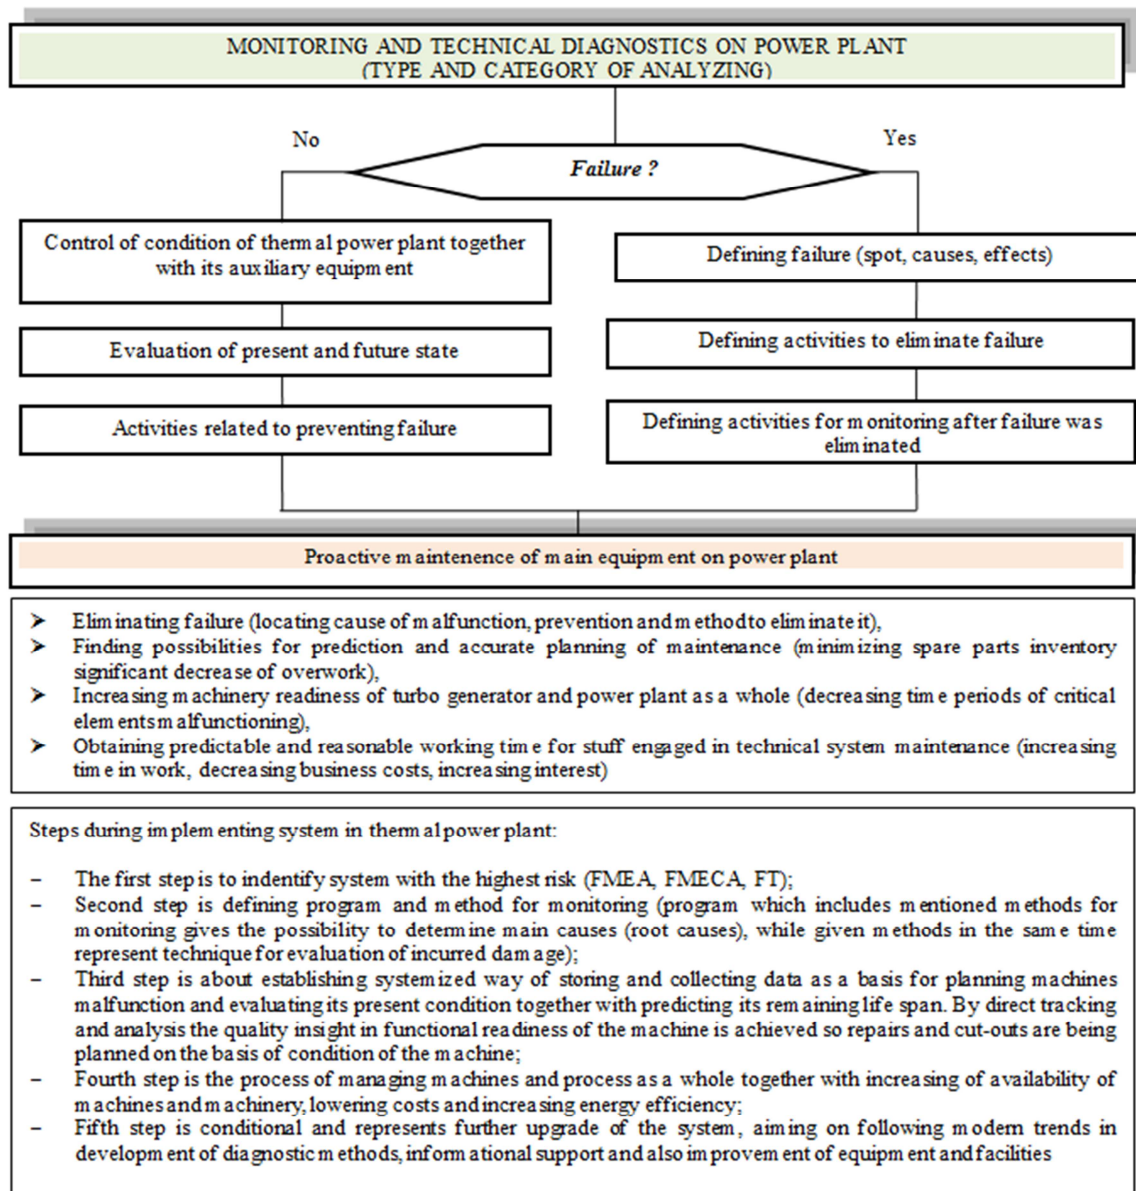 MONITORING AND TECHNICAL DIAGNOSTICS ON POWER PLANT
(TYPE AND CATEGORY OF ANALYZING)
No
Yes
Failure ?
Control of condition of thermal power plant together
with its auxiliary equipment
Evaluation of present and future state
Activities related to preventing failure
Defining failure (spot, causes, effects)
Defining activities to eliminate failure
Defining activities for monitoring after failure was
eliminated
Proactive maintenence of main equipment on power plant
➢ Eliminating failure (locating cause of malfunction, prevention and method to eliminate it),
➢ Finding possibilities for prediction and accurate planning of maintenance (minimizing spare parts inventory
significant decrease of overwork),
➢ Increasing machinery readiness of turbo generator and power plant as a whole (decreasing time periods of critical
elements malfunctioning),
➢ Obtaining predictable and reasonable working time for stuff engaged in technical system maintenance (increasing
time in work, decreasing business costs, increasing interest)
Steps during implementing system in thermal power plant:
– The first step is to indentify system with the highest risk (FMEA, FMECA, FT);
– Second step is defining program and method for monitoring (program which includes mentioned methods for
monitoring gives the possibility to determine main causes (root causes), while given methods in the same time
represent technique for evaluation of incurred damage);
– Third step is about establishing systemized way of storing and collecting data as a basis for planning machines
malfunction and evaluating its present condition together with predicting its remaining life span. By direct tracking
and analysis the quality insight in functional readiness of the machine is achieved so repairs and cut-outs are being
planned on the basis of condition of the machine;
– Fourth step is the process of managing machines and process as a whole together with increasing of availability of
machines and machinery, lowering costs and increasing energy efficiency;
– Fifth step is conditional and represents further upgrade of the system, aiming on following modern trends in
development of diagnostic methods, informational support and also improvement of equipment and facilities